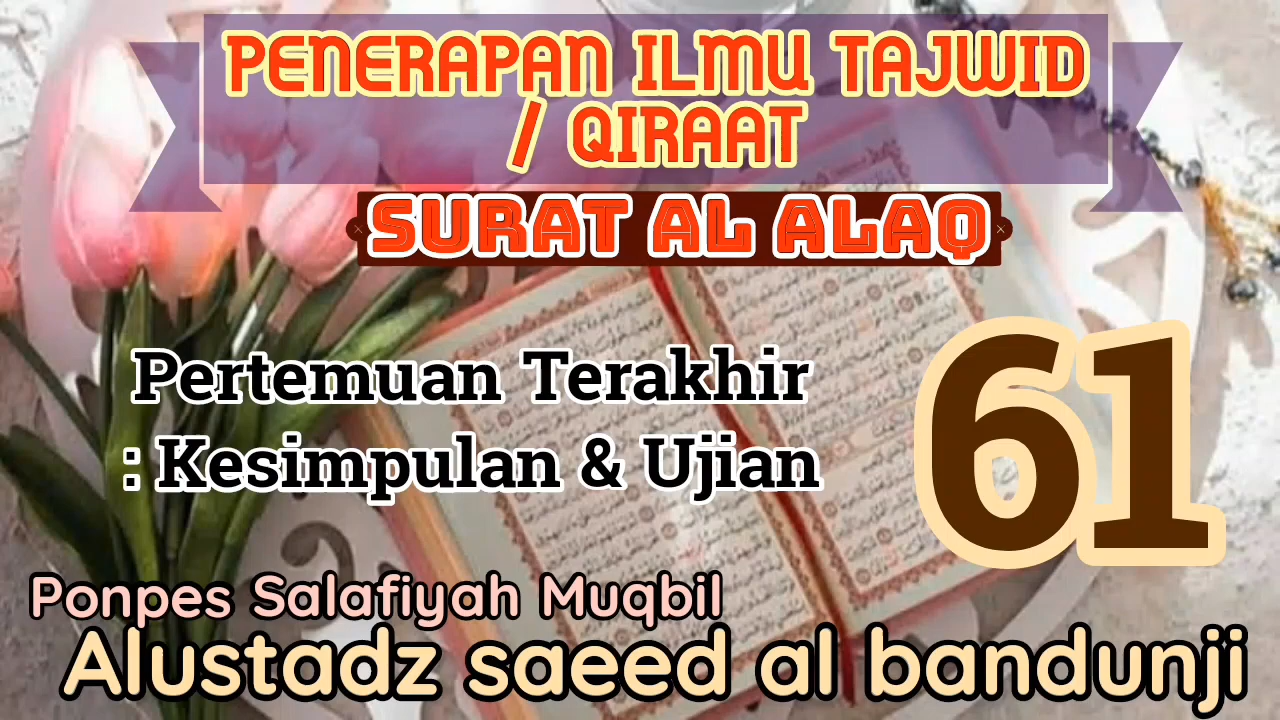 PENERAPAN ILMU TAJWID
/ QIRAAT
SURAT AL ALAQ
Pertemuan Terakhir
: Kesimpulan & Ujian
61
Ponpes Salafiyah Muqbil
Alustadz saeed al bandunji